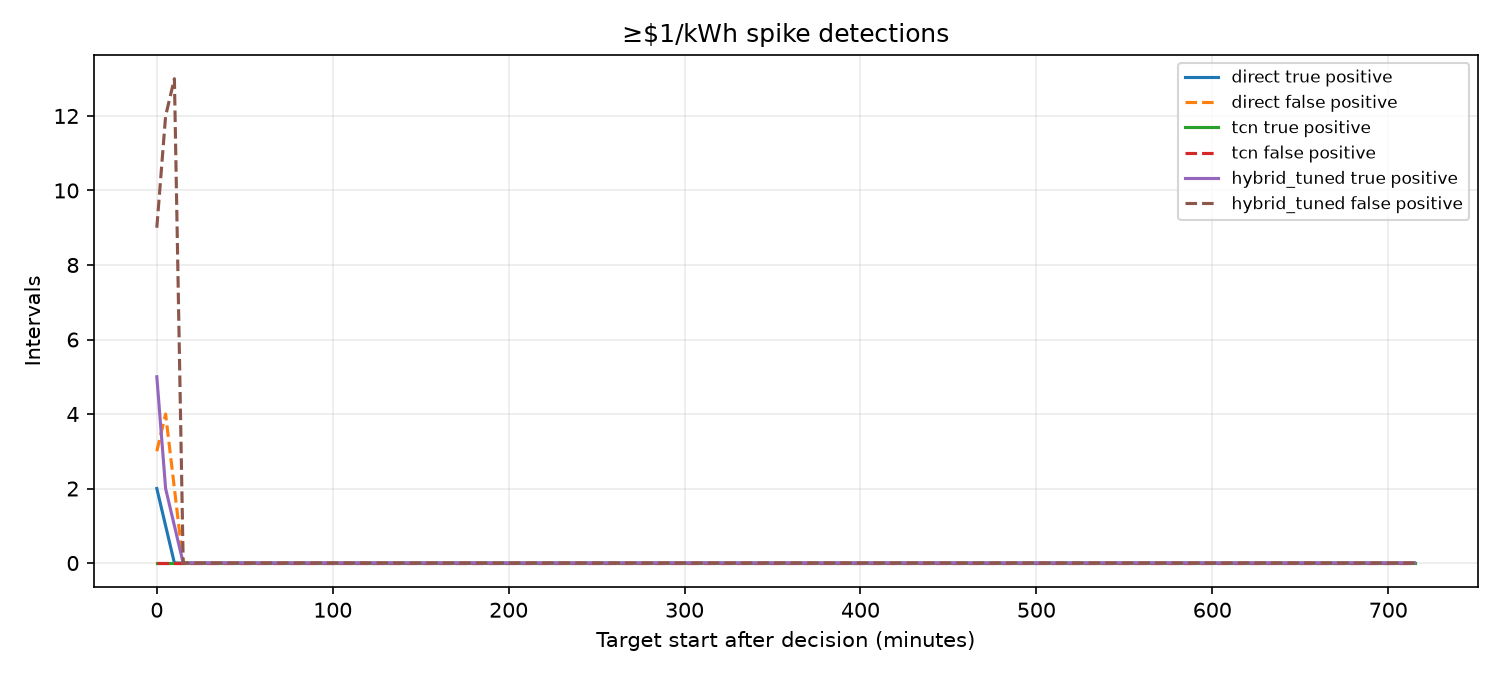 ≥$1/kWh spike detections
direct true positive
direct false positive
tcn true positive
tcn false positive
hybrid_tuned true positive
hybrid_tuned false positive
12
10
8
6
4
2
0
Intervals
0 100 200 300 400 500 600 700
Target start after decision (minutes)